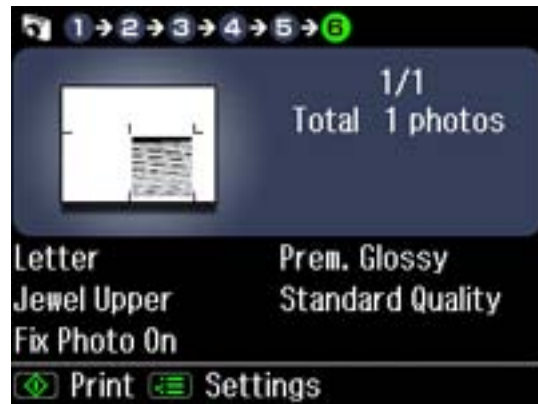 1 → 2 → 3 → 4 → 5 → 6
1/1
Total 1 photos
Letter Prem. Glossy
Jewel Upper Standard Quality
Fix Photo On
Print Settings